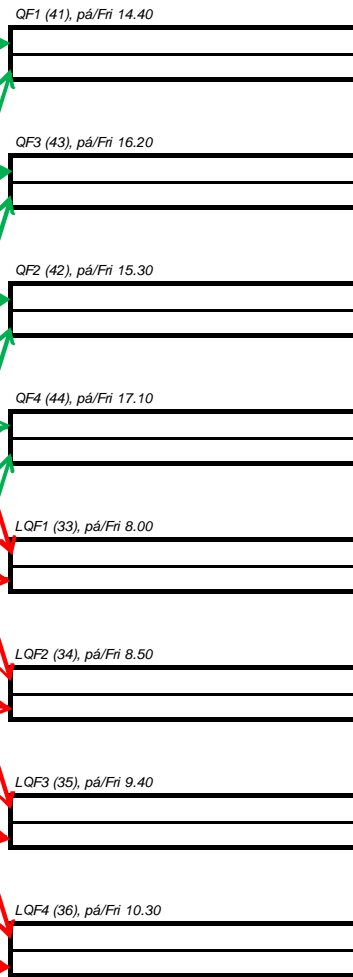 QF1 (41), pá/Fri 14.40
QF3 (43), pá/Fri 16.20
QF2 (42), pá/Fri 15.30
QF4 (44), pá/Fri 17.10
LQF1 (33), pá/Fri 8.00
LQF2 (34), pá/Fri 8.50
LQF3 (35), pá/Fri 9.40
LQF4 (36), pá/Fri 10.30